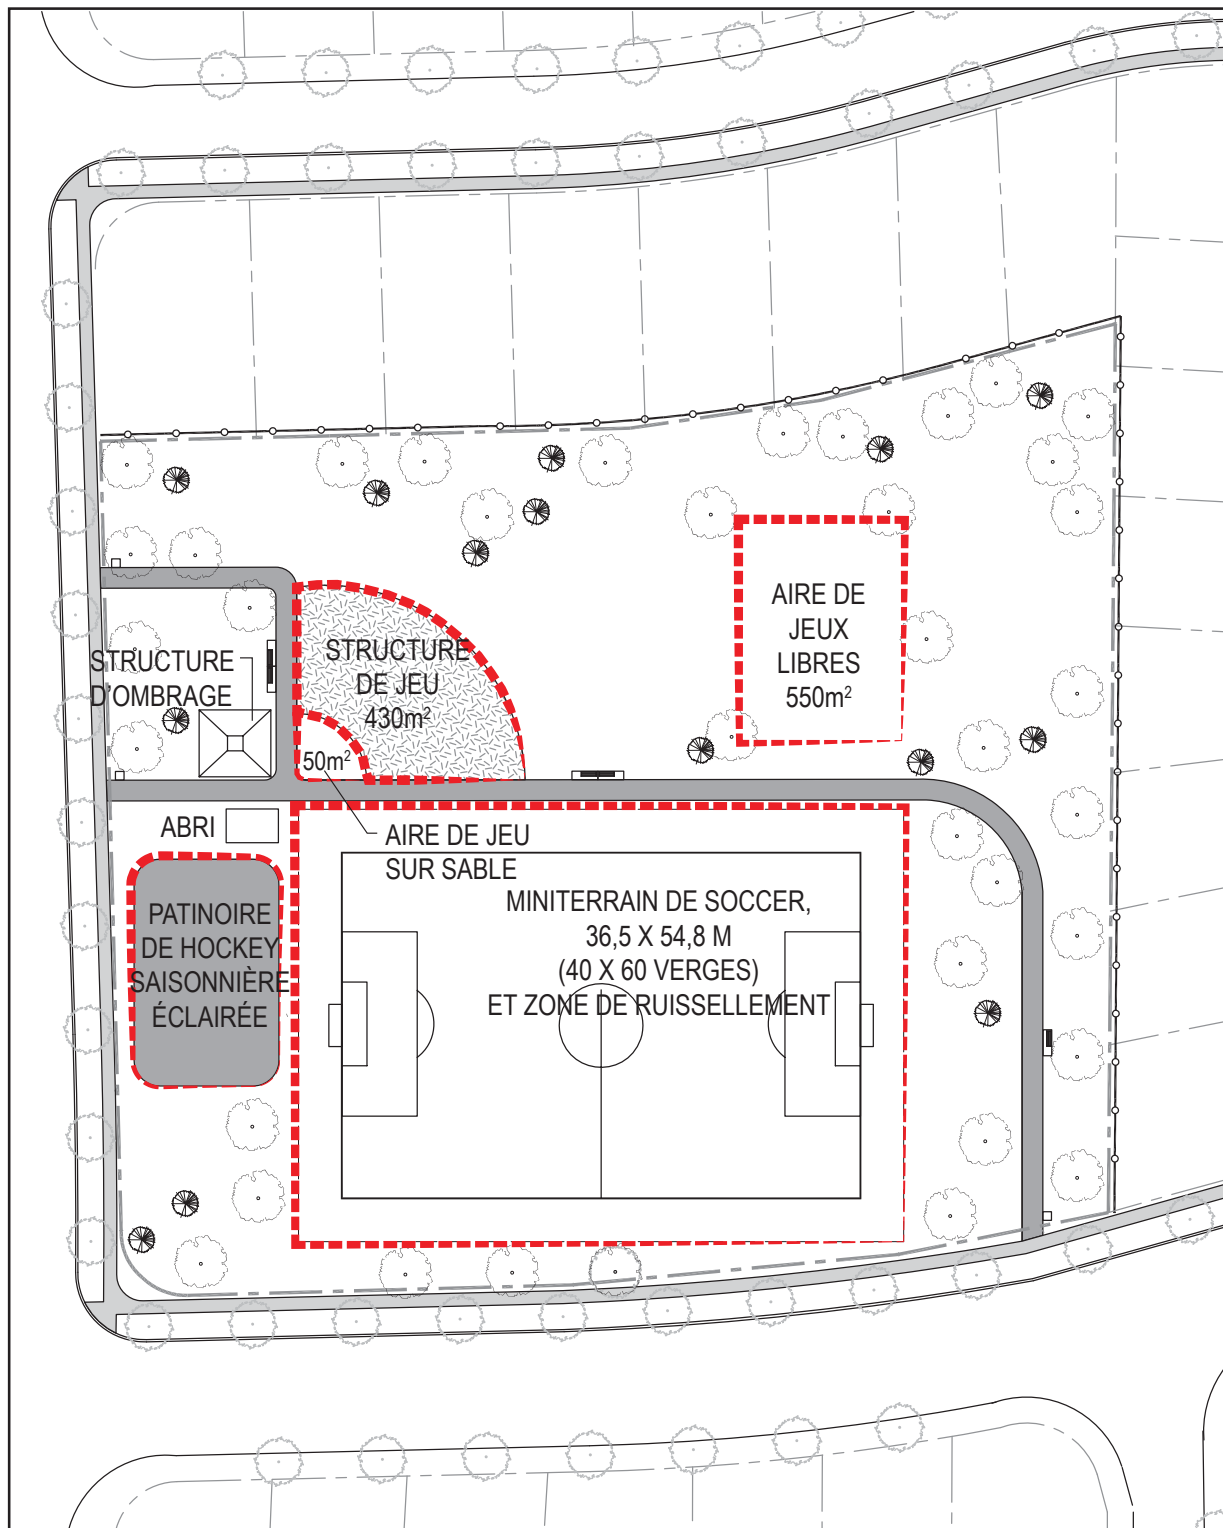 AIRE DE
JEUX
LIBRES
550m²
STRUCTURE
D'OMBRAGE
STRUCTURE
DE JEU
430m²
50m²
AIRE DE JEU
SUR SABLE
ABRI
PATINOIRE
DE HOCKEY
SAISONNIÈRE
ÉCLAIRÉE
MINITERRAIN DE SOCCER,
36,5 X 54,8 M
(40 X 60 VERGES)
ET ZONE DE RUISSELLEMENT